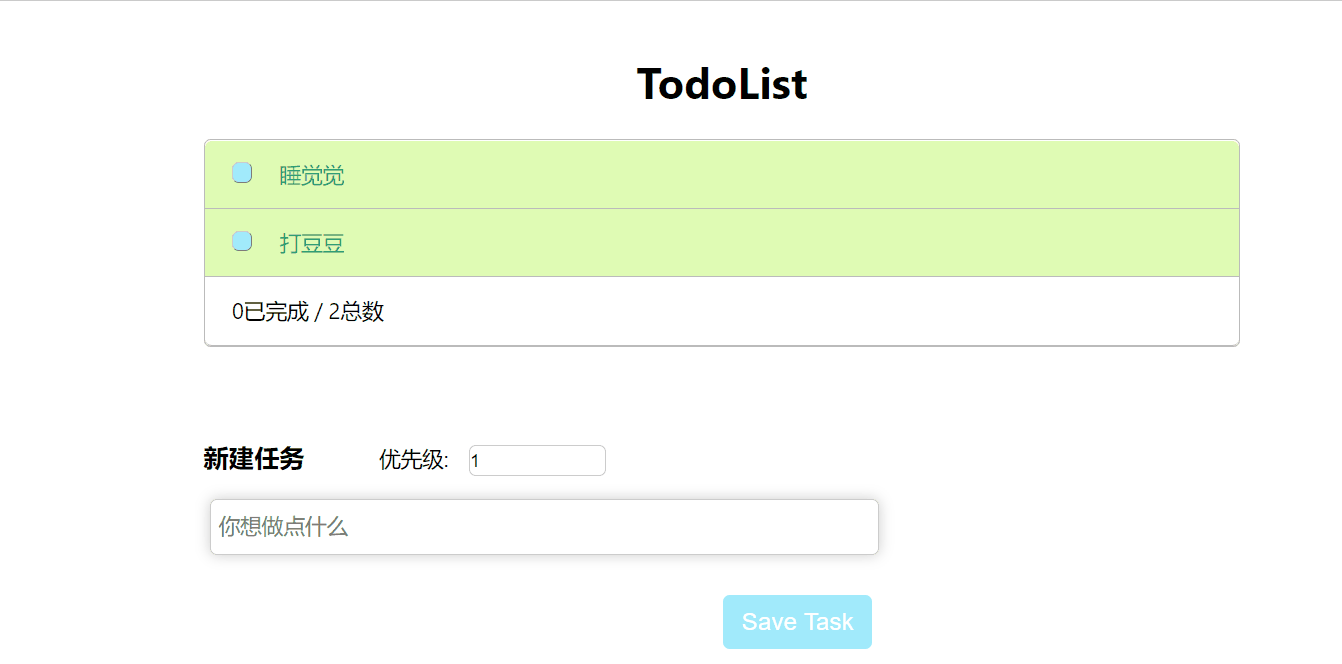 TodoList
睡觉觉
打豆豆
0已完成 / 2总数
新建任务 优先级: 1
你想做点什么
Save Task